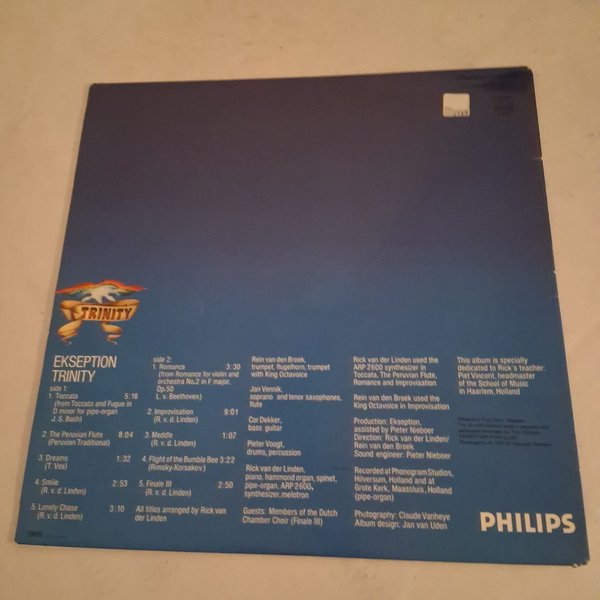 TRINITY
EKSEPTION
TRINITY
side 1:
1. Toccata 5:16
(from Toccata and Fugue in
D minor for pipe-organ
J. S. Bach)
2. The Peruvian Flute 8:04
(Peruvian Traditional)
3. Dreams 1:32
(T. Vos)
4. Smile 2:53
(R. v. d. Linden)
5. Lonely Chase 3:10
(R. v. d. Linden)
side 2:
1. Romance 3:30
(from Romance for violin and
orchestra No.2 in F major,
Op.50
L. v. Beethoven)
2. Improvisation 9:01
(R. v. d. Linden)
3. Meddle 1:07
(R. v. d. Linden)
4. Flight of the Bumble Bee 3:22
(Rimsky-Korsakov)
5. Finale III 2:50
(R. v. d. Linden)
All titles arranged by Rick van
der Linden
Rein van den Broek,
trumpet, flugelhorn, trumpet
with King Octavoice
Jan Vennik,
soprano and tenor saxophones,
flute
Cor Dekker,
bass guitar
Pieter Voogt,
drums, percussion
Rick van der Linden,
piano, hammond organ, spinet,
pipe-organ, ARP 2600,
synthesizer, melotron
Guests: Members of the Dutch
Chamber Choir (Finale III)
Rick van der Linden used the
ARP 2600 synthesizer in
Toccata, The Peruvian Flute,
Romance and Improvisation
Rein van den Broek used the
King Octavoice in Improvisation
Production: Ekseption,
assisted by Pieter Nieboer
Direction: Rick van der Linden/
Rein van den Broek
Sound engineer: Pieter Nieboer
Recorded at Phonogram Studios,
Hilversum, Holland and at
Grote Kerk, Maassluis, Holland
(pipe-organ)
Photography: Claude Vanheye
Album design: Jan van Uden
This album is specially
dedicated to Rick's teacher:
Piet Vincent, headmaster
of the School of Music
in Haarlem, Holland
PHILIPS